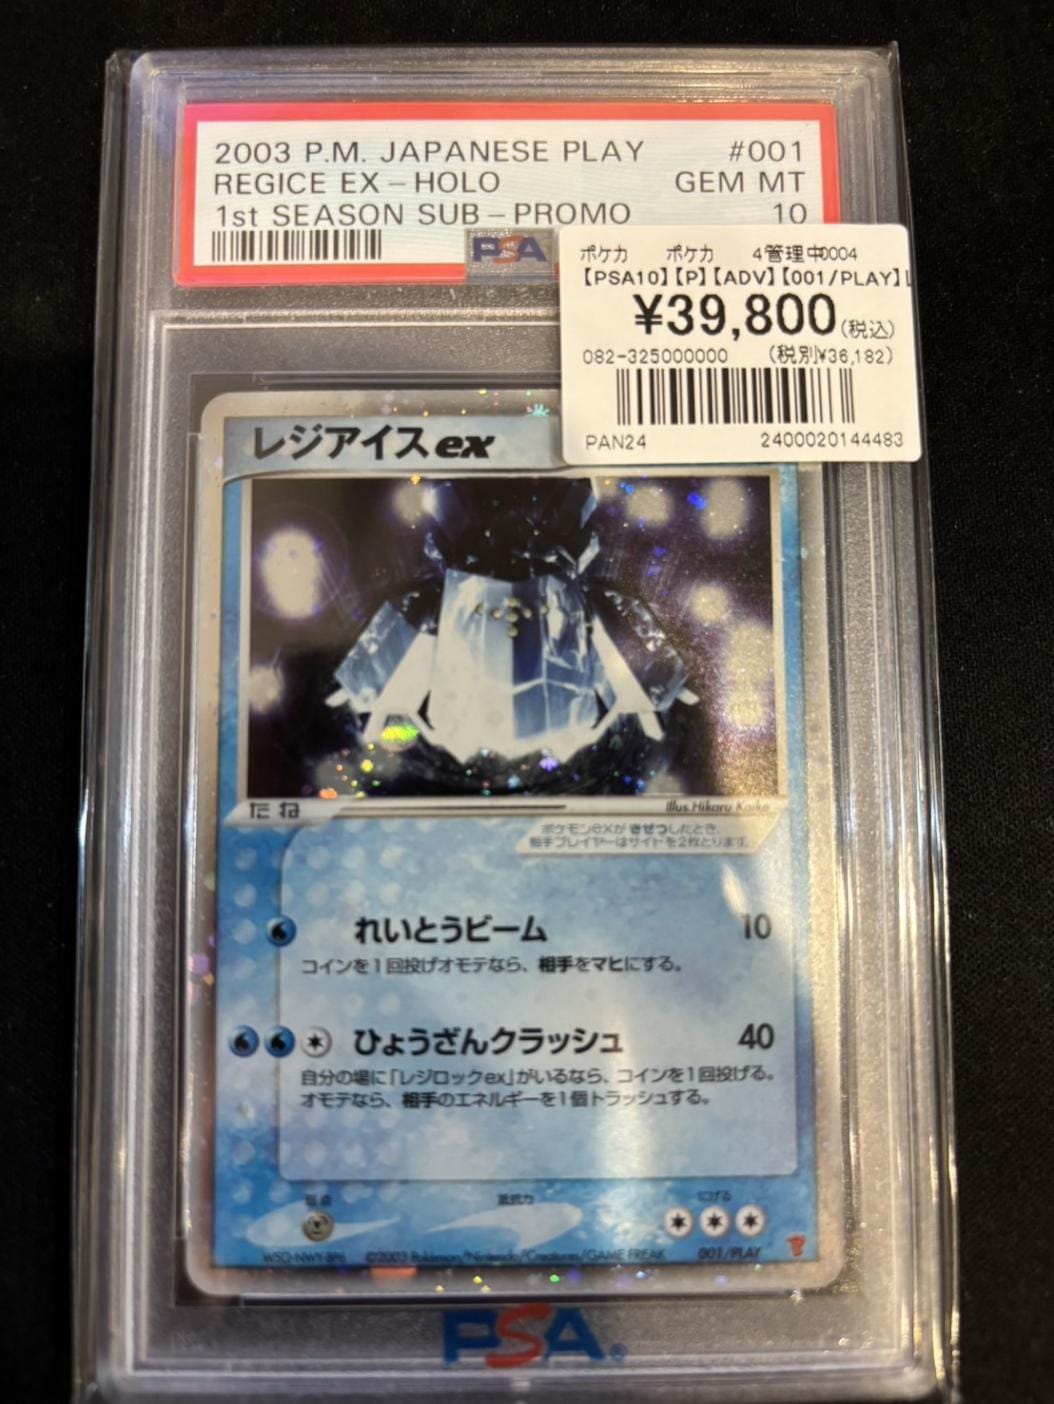 2003 P.M. JAPANESE PLAY #001
REGICE EX - HOLO GEM MT
1st SEASON SUB - PROMO 10
PSA
ポケカ ポケカ 4管理中0004
【PSA10】【P】【ADV】【001/PLAY】
¥39,800(税込)
082-325000000 (税別¥36,182)
PAN24 2400020144483
レジアイスex
たね
Illus. Hikaru Koike
ポケモンexが きぜつしたとき、
相手プレイヤーはサイドを2枚とります。
れいとうビーム 10
コインを1回投げオモテなら、相手をマヒにする。
ひょうざんクラッシュ 40
自分の場に「レジロックex」がいるなら、コインを1回投げる。
オモテなら、相手のエネルギーを1個トラッシュする。
弱点 抵抗力 にげる
©2003 Pokémon/Nintendo/Creatures/GAME FREAK 001/PLAY
PSA®